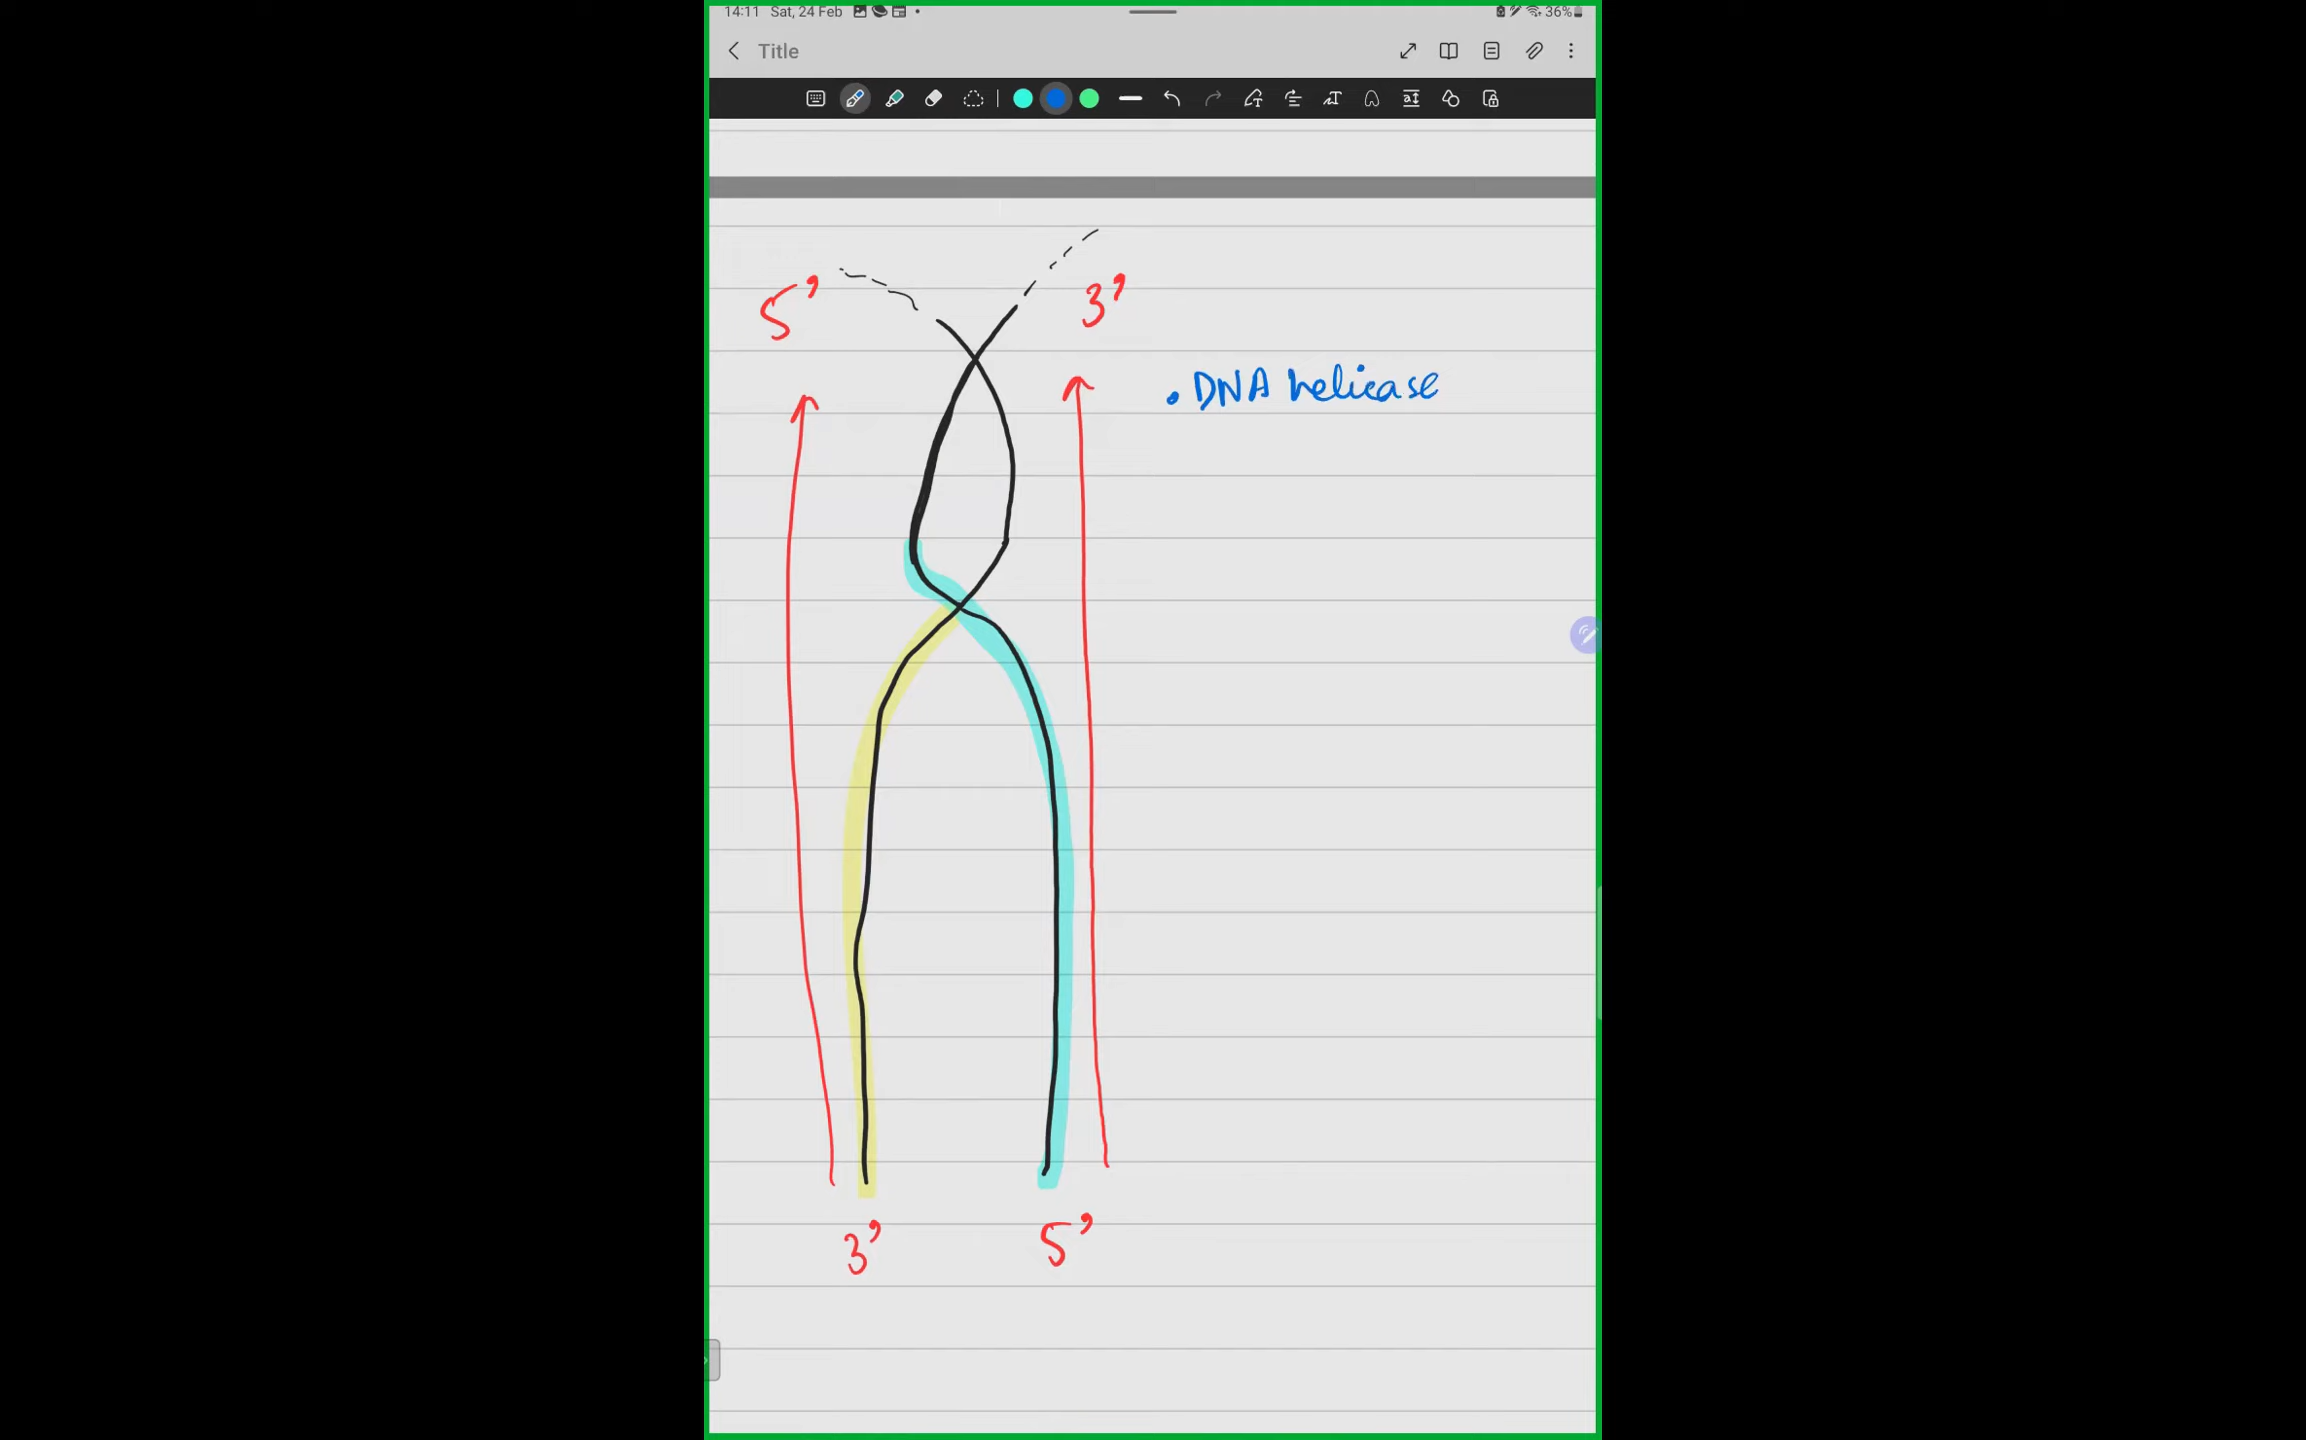 14:11 Sat, 24 Feb 36%
Title
5’ 3’
. DNA helicase
3’ 5’